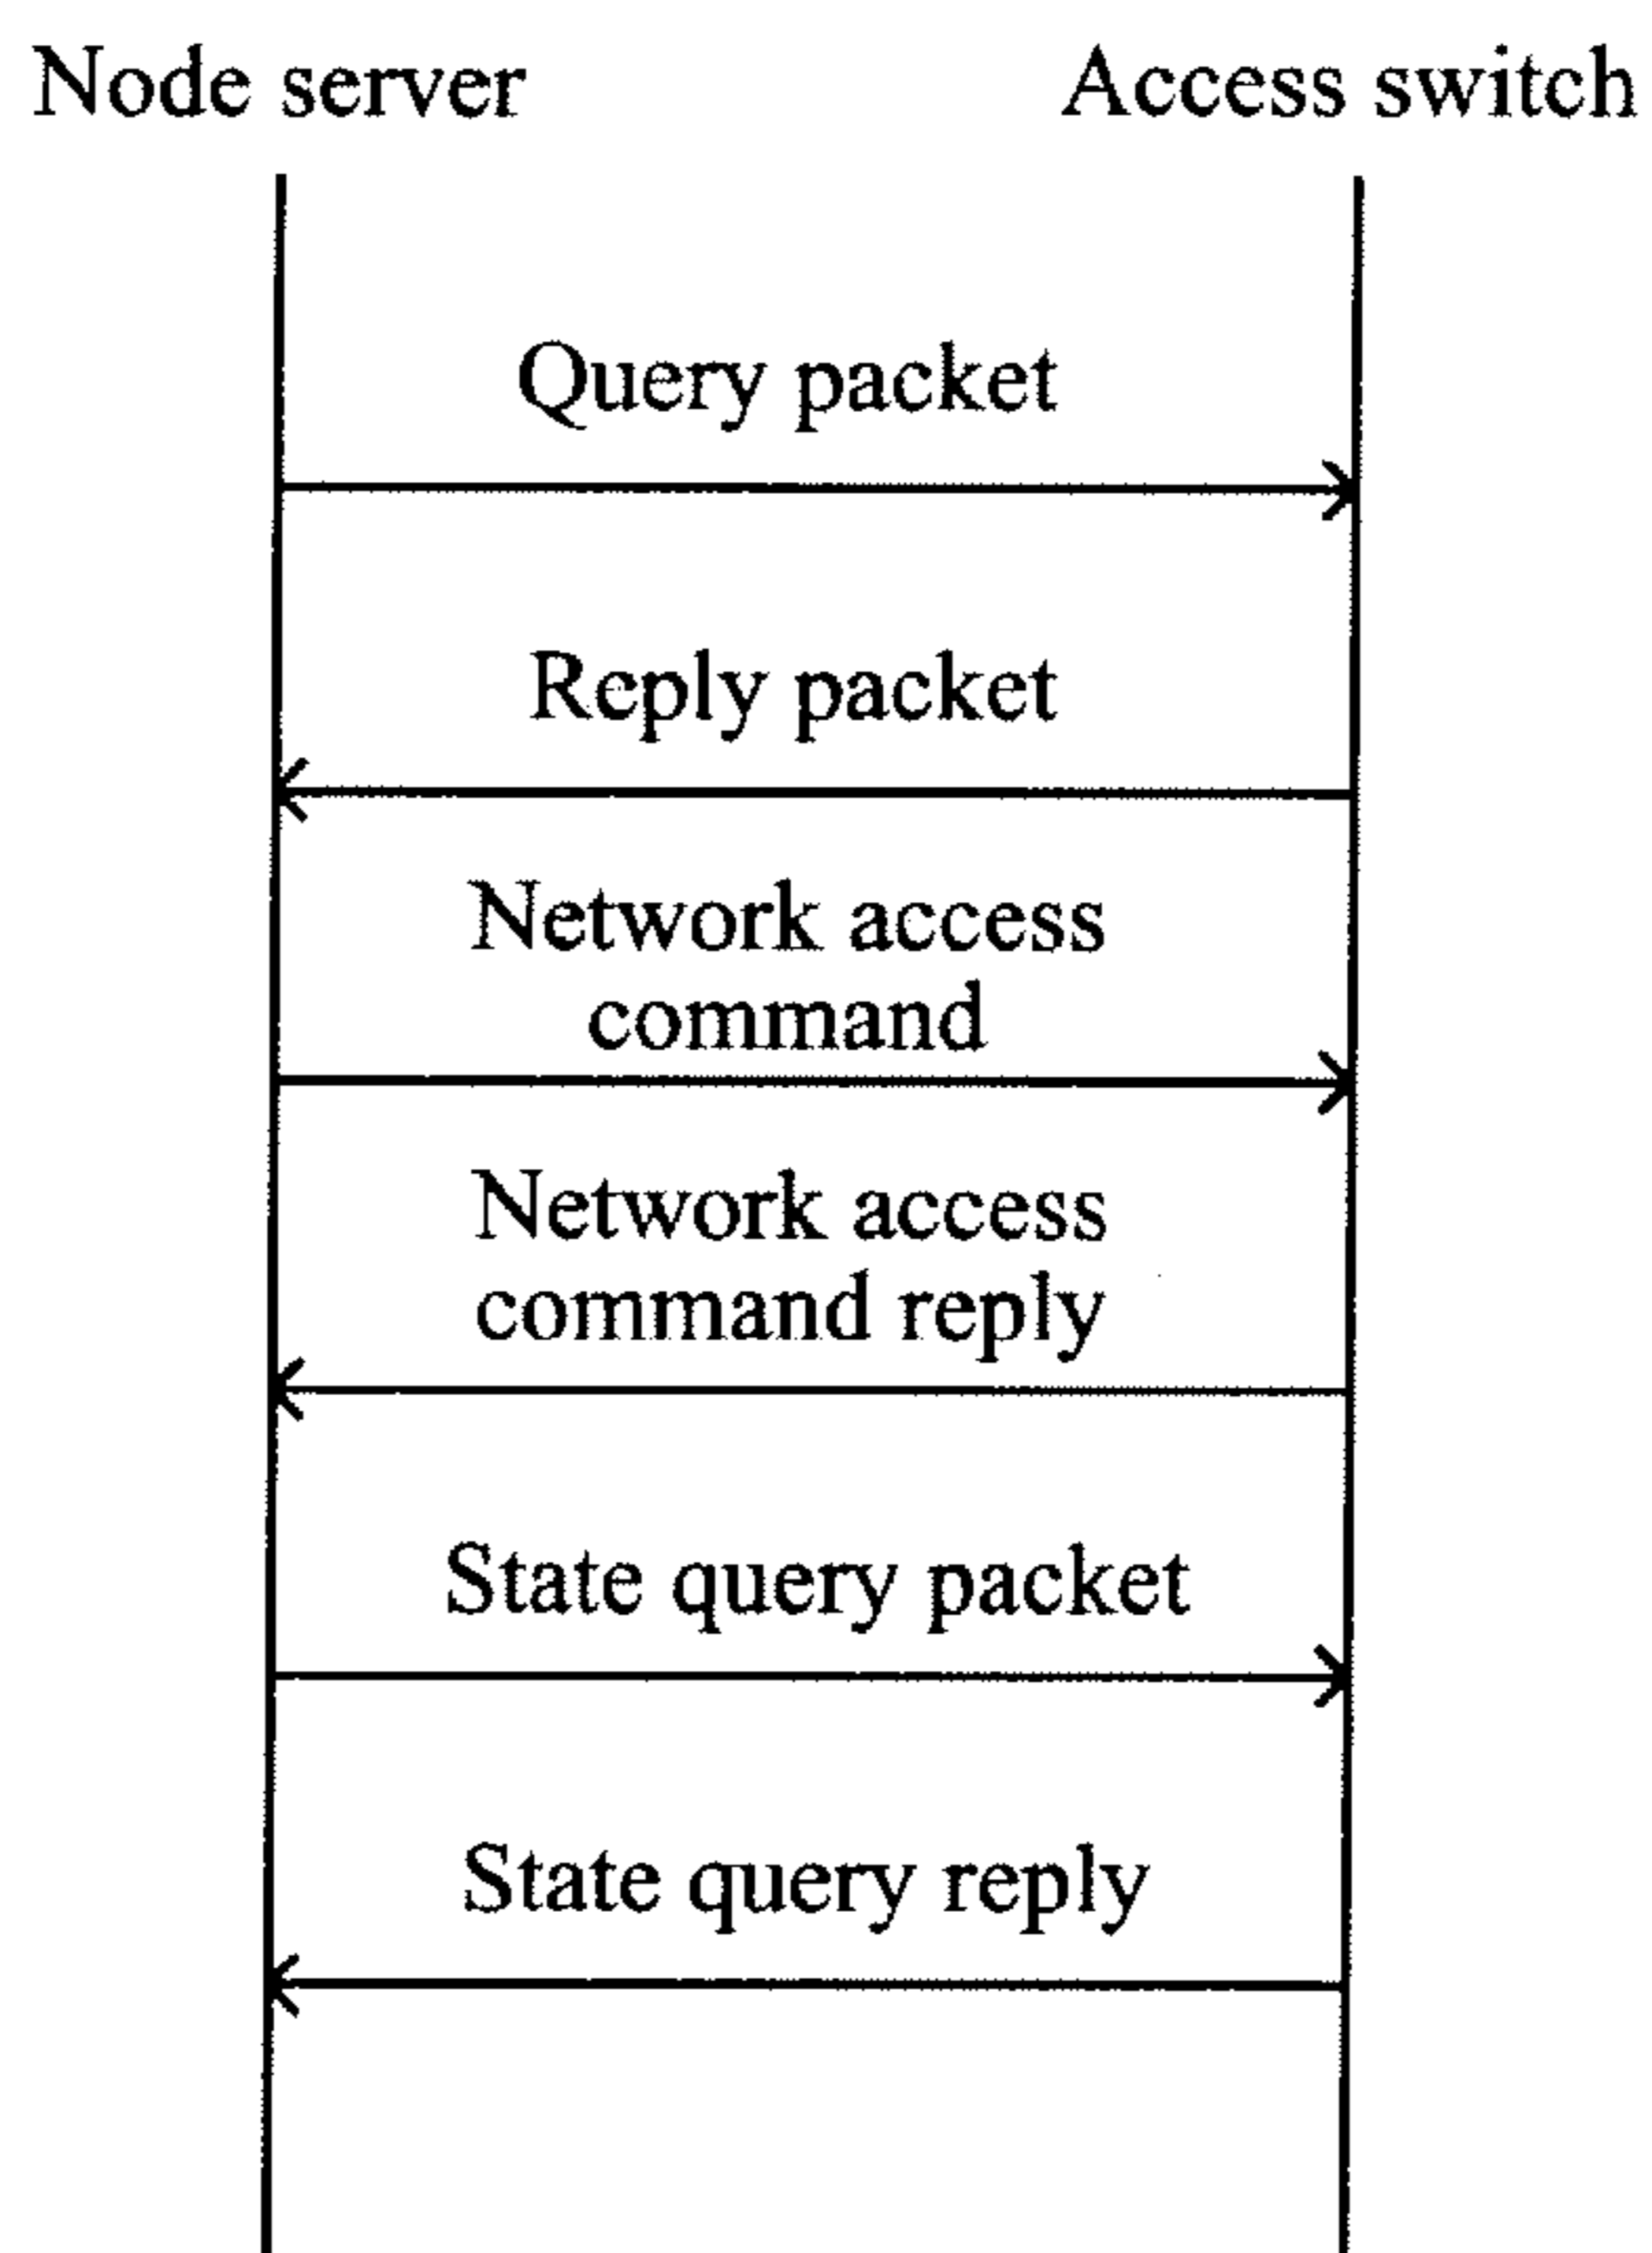 Node server
Access switch
Query packet
Reply packet
Network access
command
Network access
command reply
State query packet
State query reply